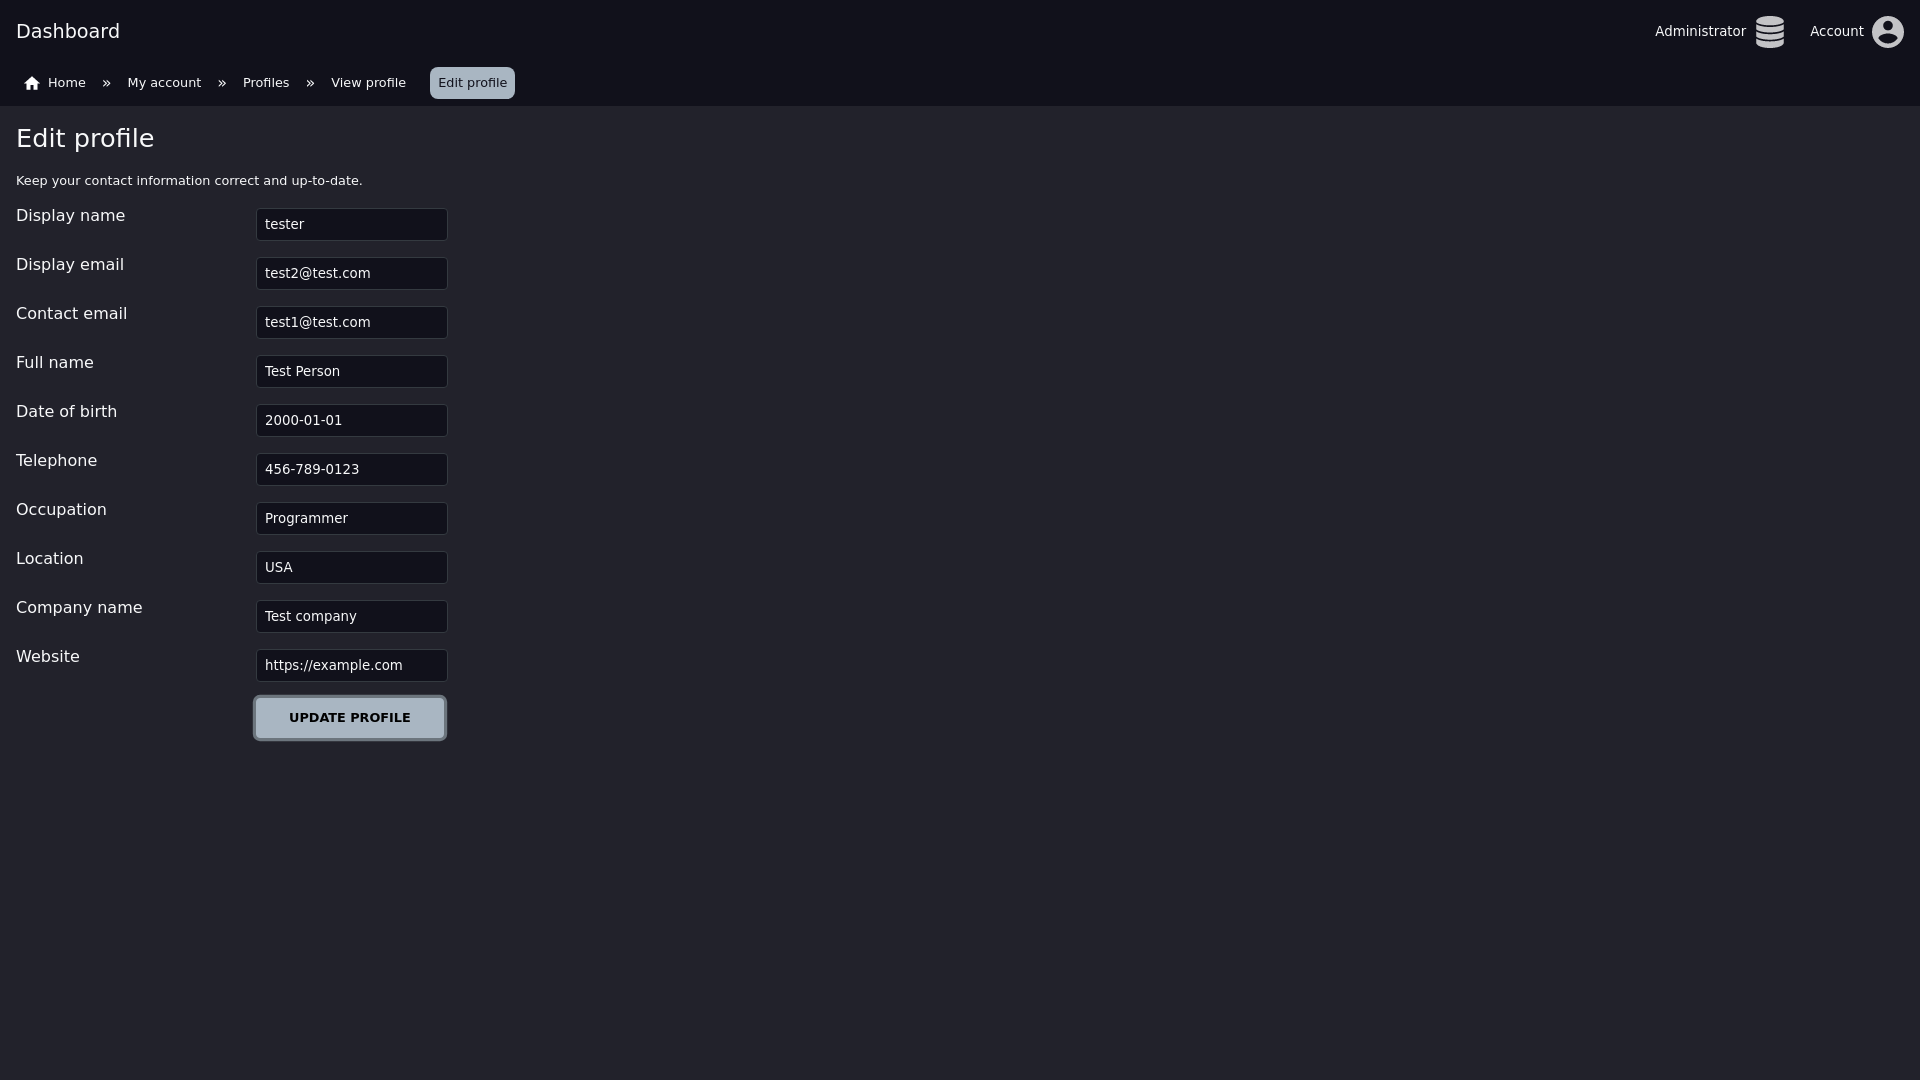 Dashboard
Administrator
Account
Home » My account » Profiles » View profile Edit profile
Edit profile
Keep your contact information correct and up-to-date.
Display name tester
Display email test2@test.com
Contact email test1@test.com
Full name Test Person
Date of birth 2000-01-01
Telephone 456-789-0123
Occupation Programmer
Location USA
Company name Test company
Website https://example.com
UPDATE PROFILE